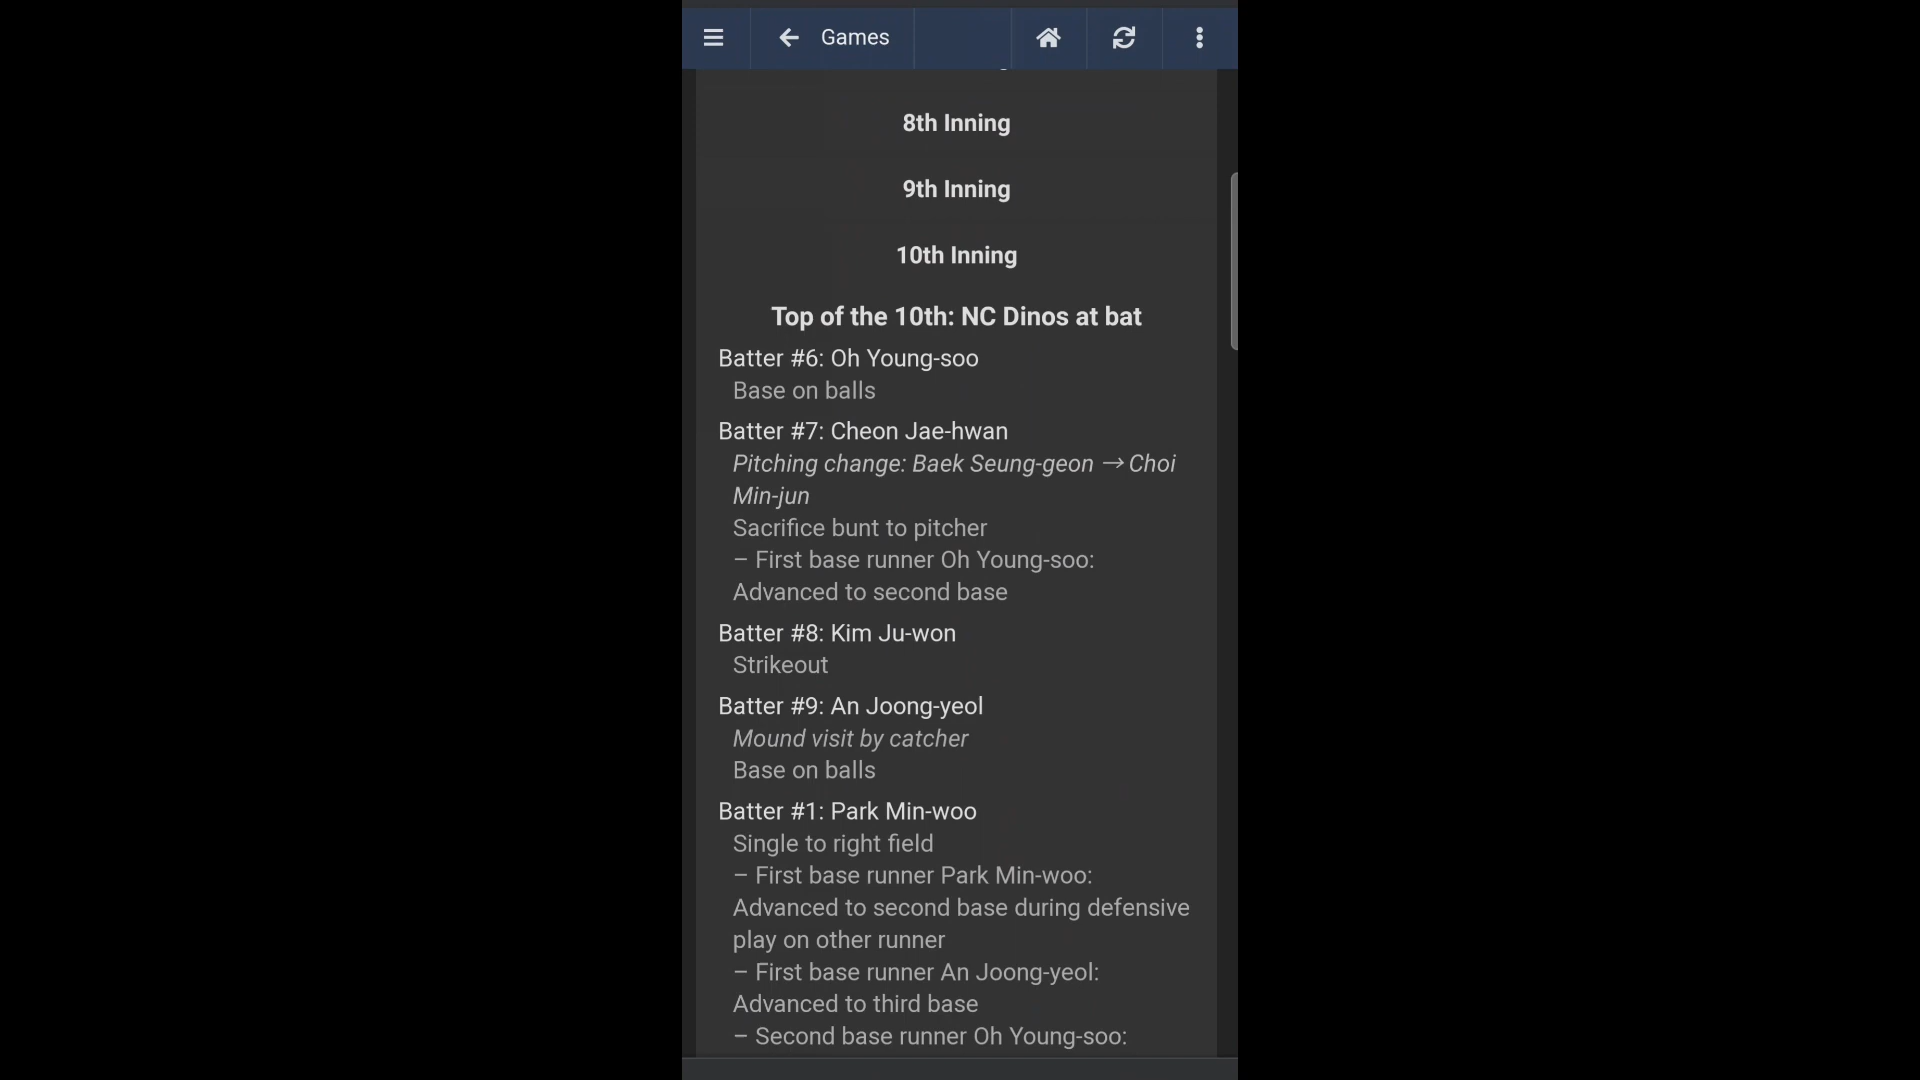 Games
8th Inning
9th Inning
10th Inning
Top of the 10th: NC Dinos at bat
Batter #6: Oh Young-soo
Base on balls
Batter #7: Cheon Jae-hwan
Pitching change: Baek Seung-geon → Choi
Min-jun
Sacrifice bunt to pitcher
– First base runner Oh Young-soo:
Advanced to second base
Batter #8: Kim Ju-won
Strikeout
Batter #9: An Joong-yeol
Mound visit by catcher
Base on balls
Batter #1: Park Min-woo
Single to right field
– First base runner Park Min-woo:
Advanced to second base during defensive
play on other runner
– First base runner An Joong-yeol:
Advanced to third base
– Second base runner Oh Young-soo: